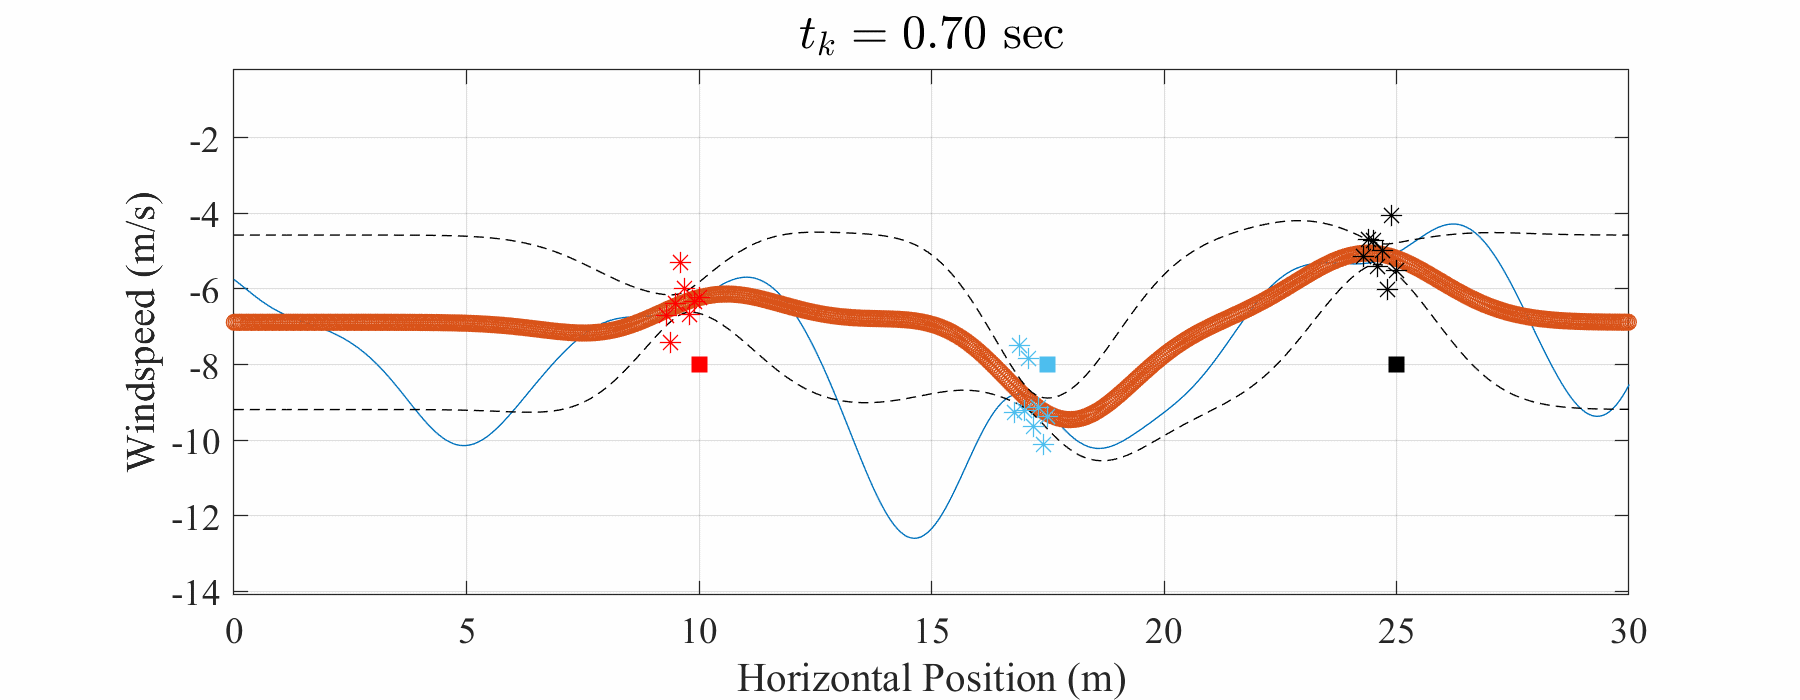 t_k = 0.70 sec
Windspeed (m/s)
-2
-4
-6
-8
-10
-12
-14
0 5 10 15 20 25 30
Horizontal Position (m)